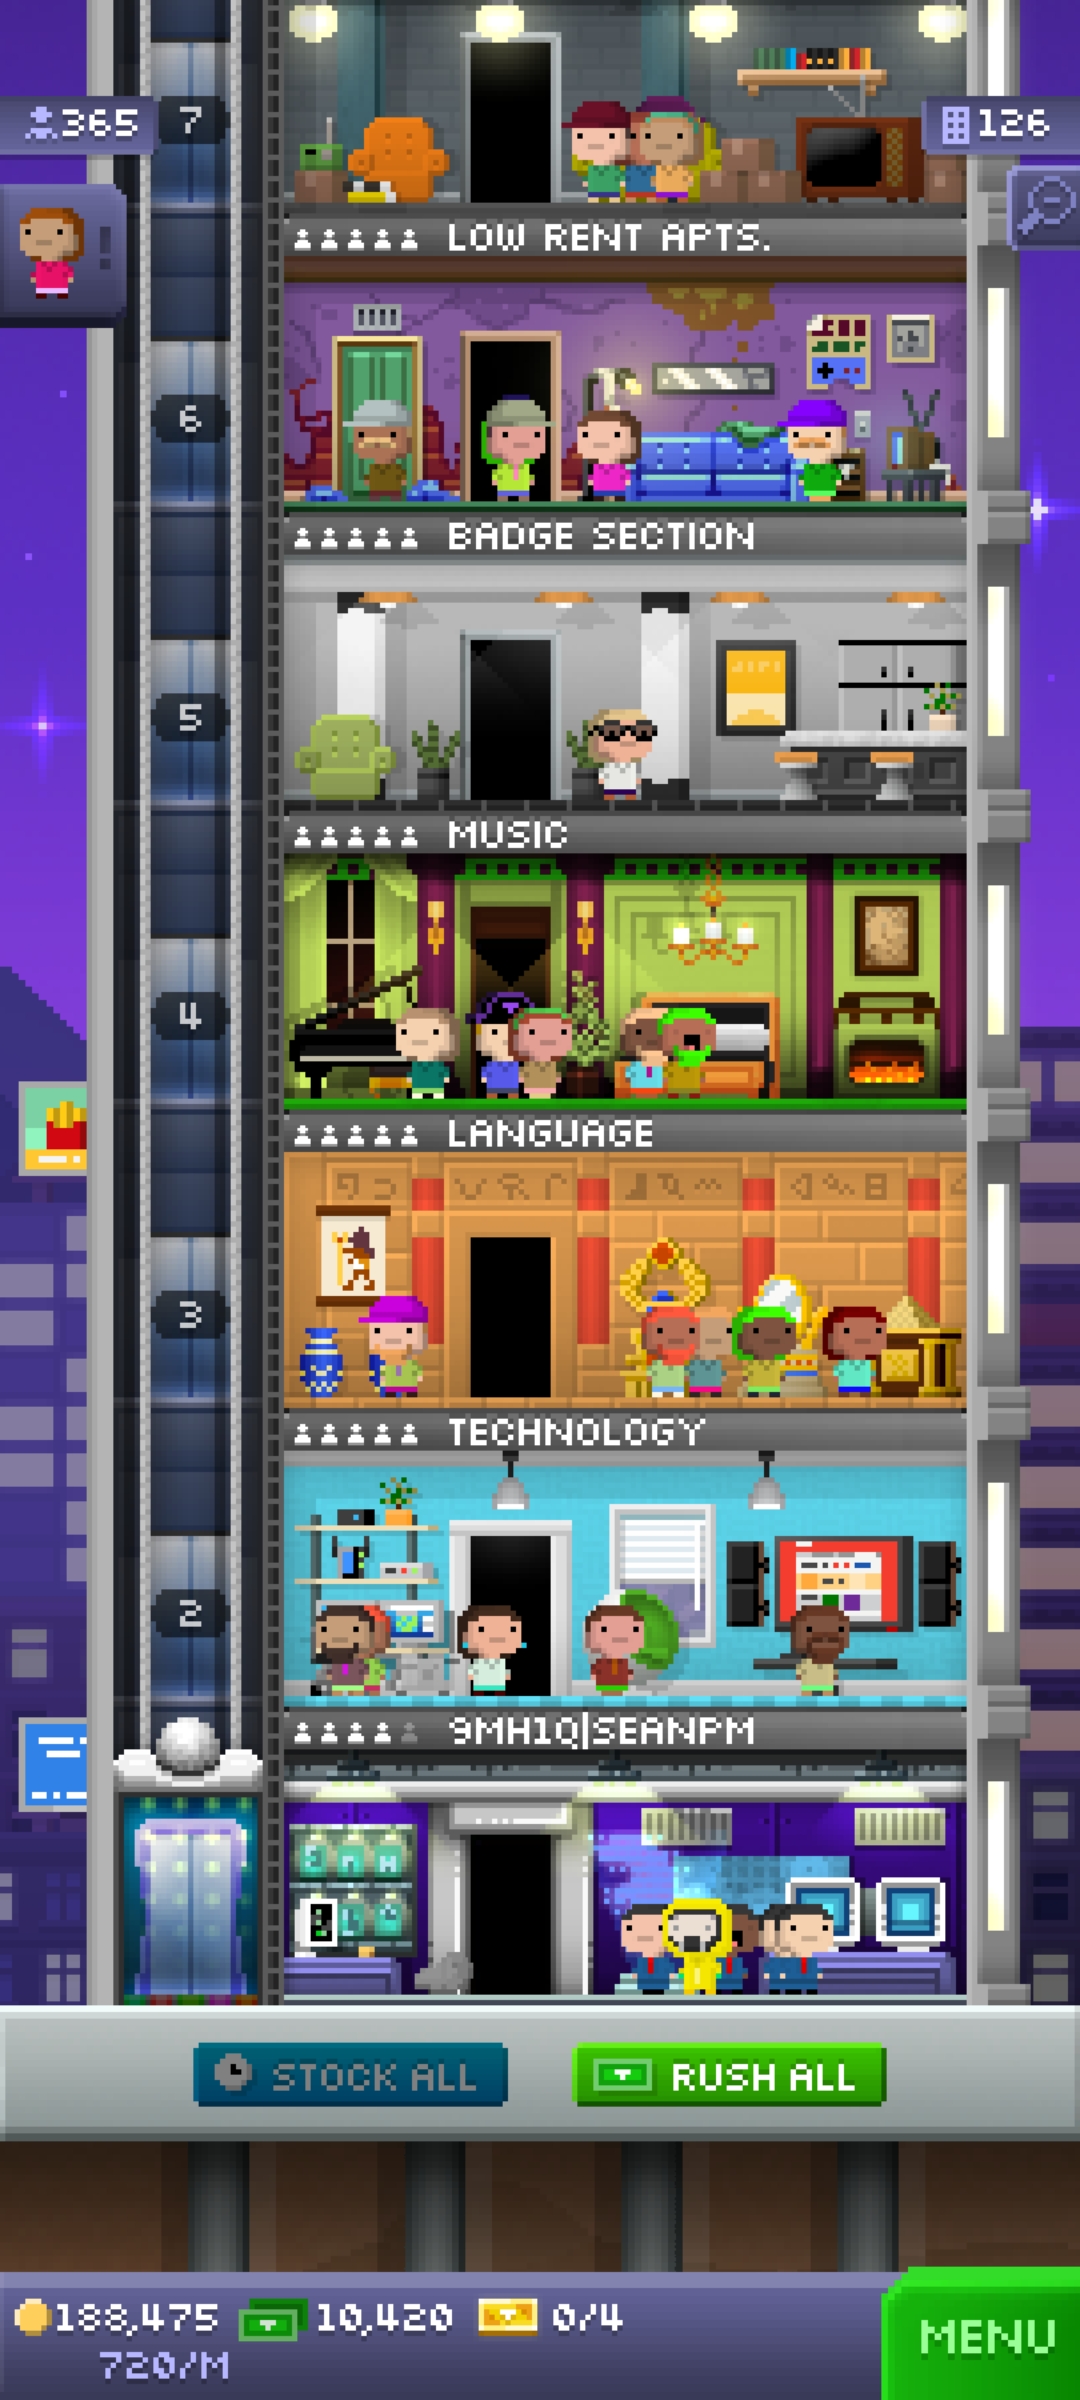 365
7
126
LOW RENT APTS.
6
BADGE SECTION
5
MUSIC
4
LANGUAGE
3
TECHNOLOGY
2
9MH1Q|SEANPM
STOCK ALL
RUSH ALL
188,475
10,420
0/4
720/M
MENU